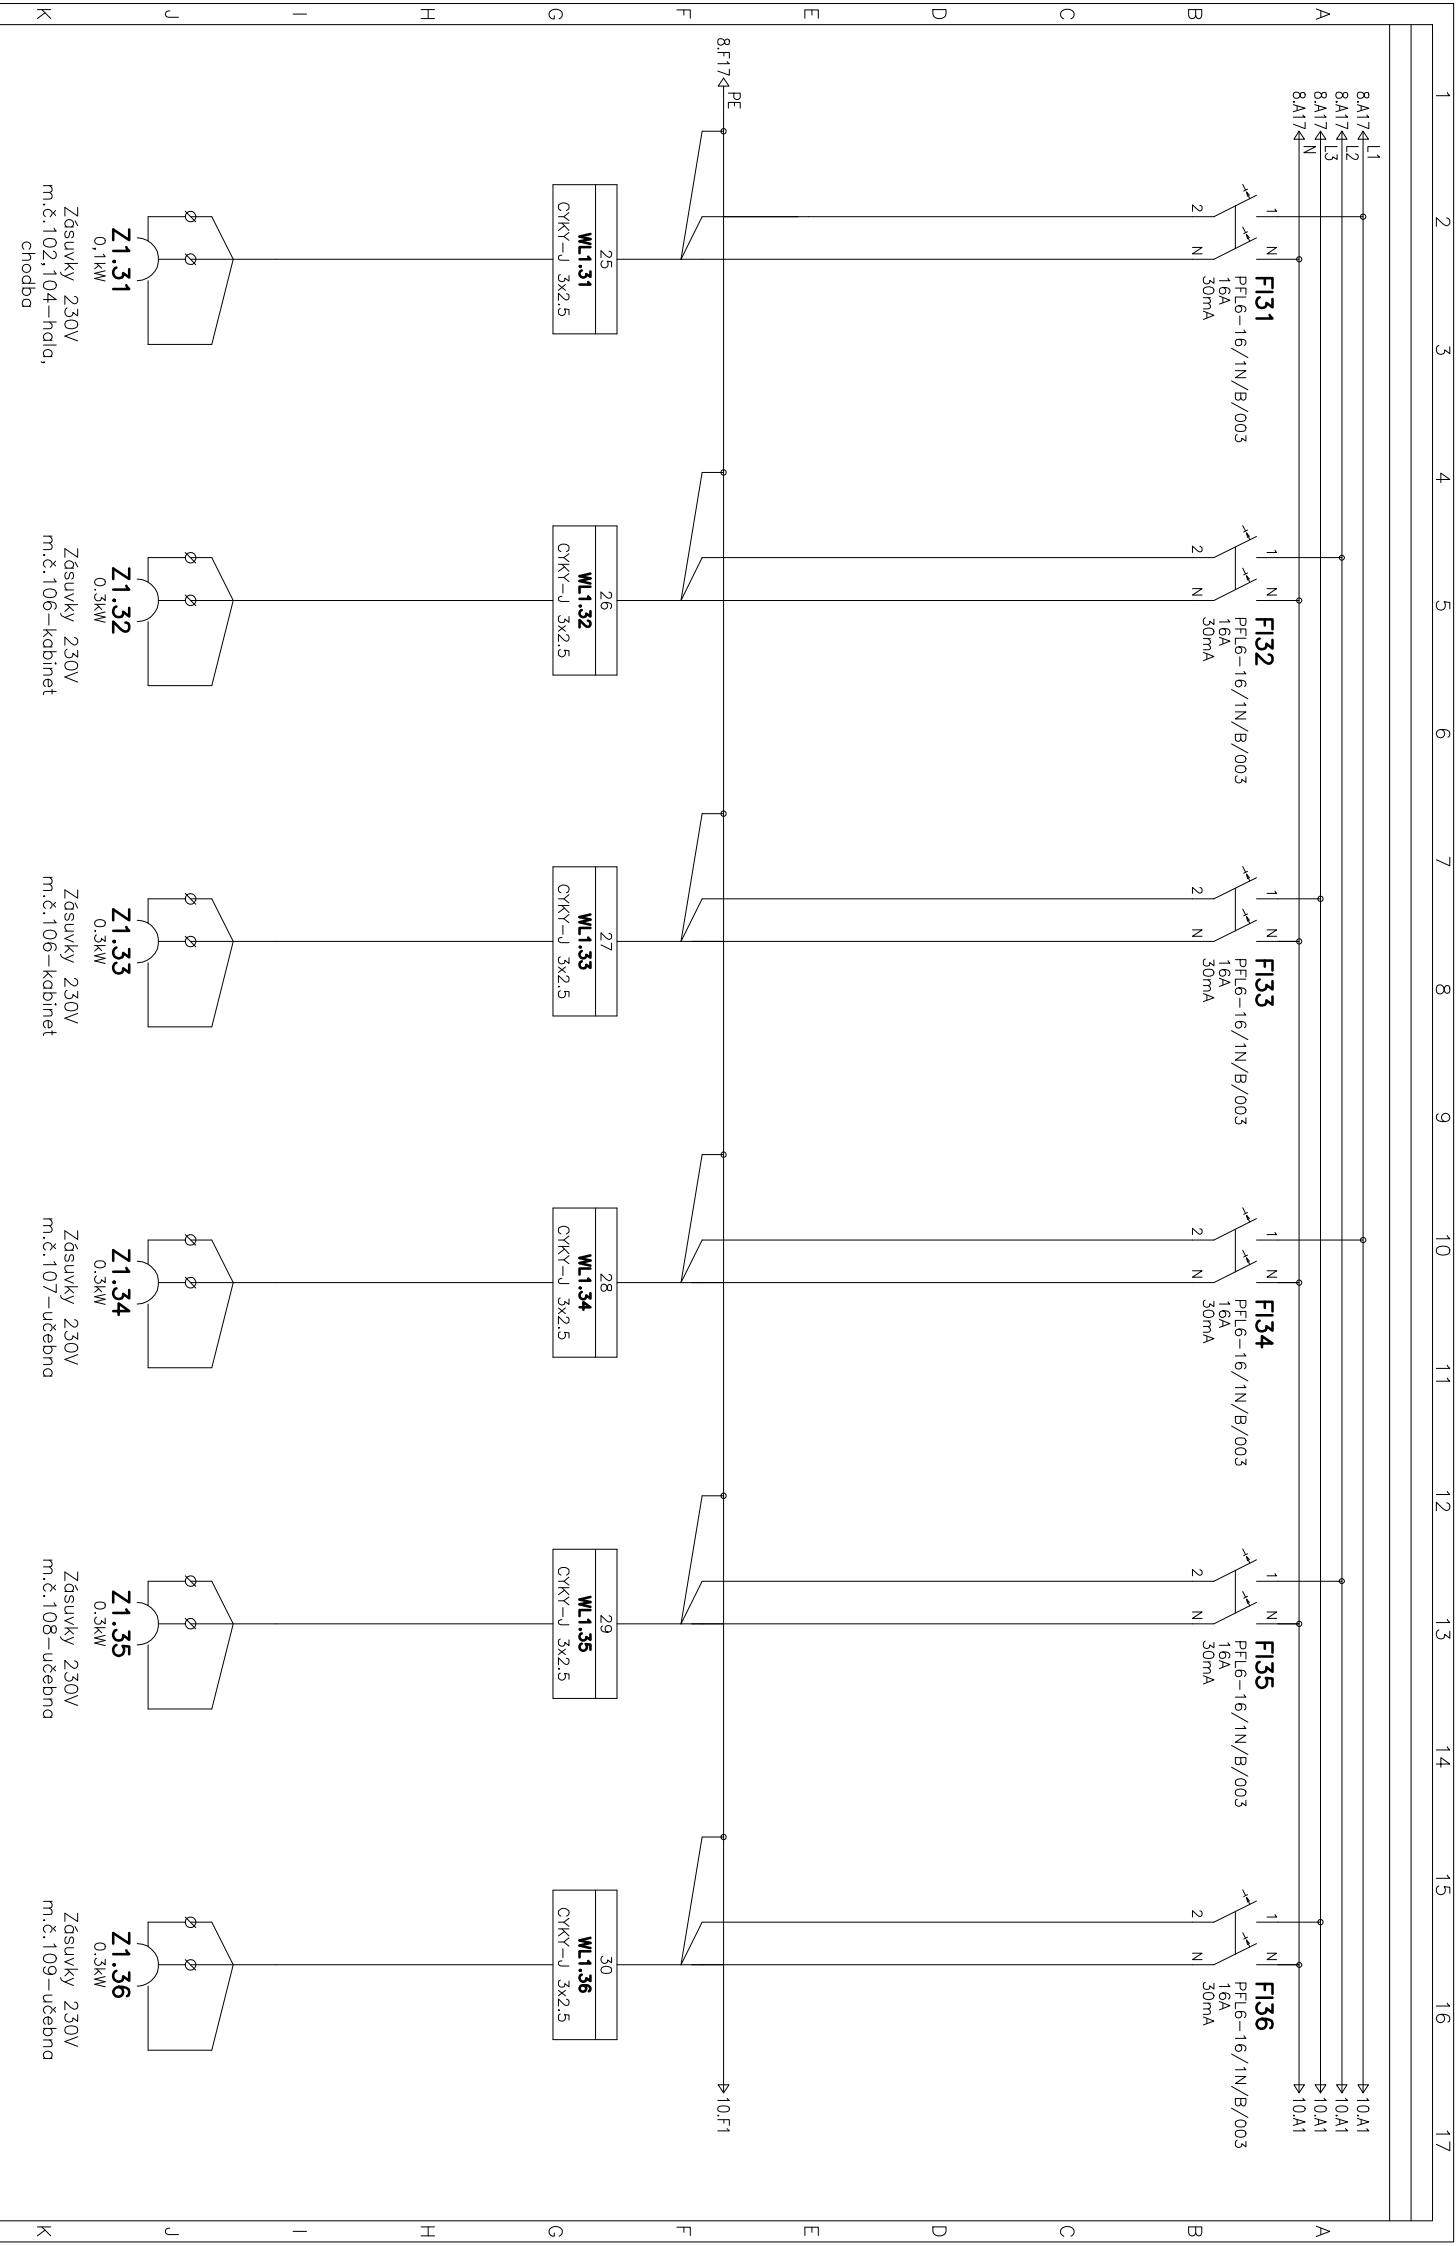 1 2 3 4 5 6 7 8 9 10 11 12 13 14 15 16 17
A A
8.A17 L1 10.A1
8.A17 L2 10.A1
8.A17 L3 10.A1
8.A17 N 10.A1
B B
1 N
2 N
FI31
PFL6-16/1N/B/003
16A
30mA
1 N
2 N
FI32
PFL6-16/1N/B/003
16A
30mA
1 N
2 N
FI33
PFL6-16/1N/B/003
16A
30mA
1 N
2 N
FI34
PFL6-16/1N/B/003
16A
30mA
1 N
2 N
FI35
PFL6-16/1N/B/003
16A
30mA
1 N
2 N
FI36
PFL6-16/1N/B/003
16A
30mA
C C
D D
E E
8.F17 PE 10.F1
F F
G G
25
WL1.31
CYKY-J 3x2.5
26
WL1.32
CYKY-J 3x2.5
27
WL1.33
CYKY-J 3x2.5
28
WL1.34
CYKY-J 3x2.5
29
WL1.35
CYKY-J 3x2.5
30
WL1.36
CYKY-J 3x2.5
H H
I I
J J
Z1.31
0,1kW
Zásuvky 230V
m.č.102,104-hala,
chodba
Z1.32
0.3kW
Zásuvky 230V
m.č.106-kabinet
Z1.33
0.3kW
Zásuvky 230V
m.č.106-kabinet
Z1.34
0.3kW
Zásuvky 230V
m.č.107-učebna
Z1.35
0.3kW
Zásuvky 230V
m.č.108-učebna
Z1.36
0.3kW
Zásuvky 230V
m.č.109-učebna
K K